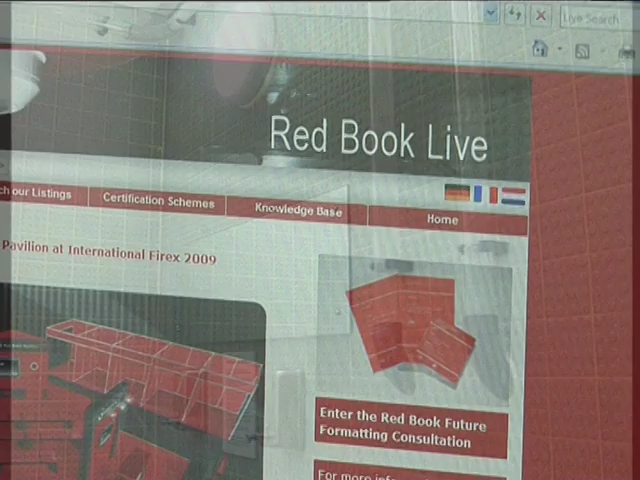 Live Search
Red Book Live
ch our Listings
Certification Schemes
Knowledge Base
Home
Pavilion at International Firex 2009
Enter the Red Book Future
Formatting Consultation
For more